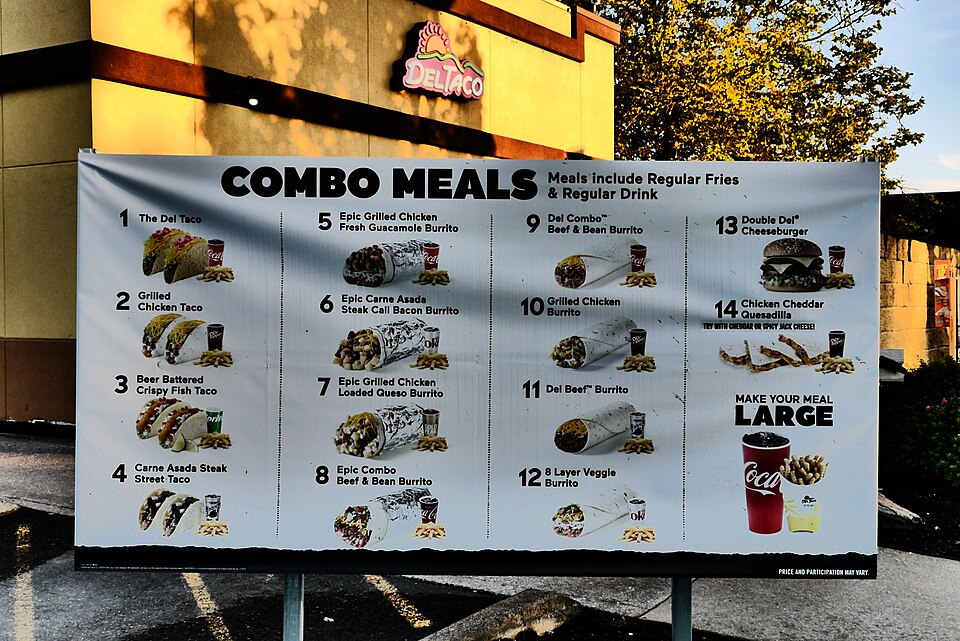 DEL TACO
COMBO MEALS
Meals include Regular Fries
& Regular Drink
1 The Del Taco
2 Grilled
Chicken Taco
3 Beer Battered
Crispy Fish Taco
4 Carne Asada Steak
Street Taco
5 Epic Grilled Chicken
Fresh Guacamole Burrito
6 Epic Carne Asada
Steak Cali Bacon Burrito
7 Epic Grilled Chicken
Loaded Queso Burrito
8 Epic Combo
Beef & Bean Burrito
9 Del Combo™
Beef & Bean Burrito
10 Grilled Chicken
Burrito
11 Del Beef™ Burrito
12 8 Layer Veggie
Burrito
13 Double Del®
Cheeseburger
14 Chicken Cheddar
Quesadilla
TRY WITH CHEDDAR OR SPICY JACK CHEESE!
MAKE YOUR MEAL
LARGE
Coca
PRICE AND PARTICIPATION MAY VARY.